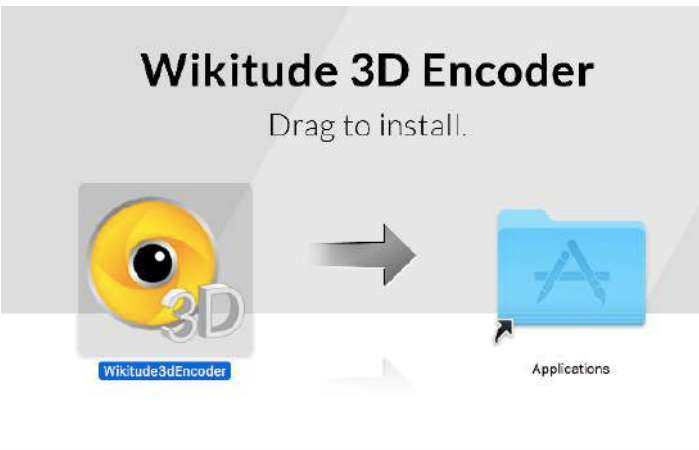 Wikitude 3D Encoder
Drag to install.
3D
Wikitude3dEncoder
Applications